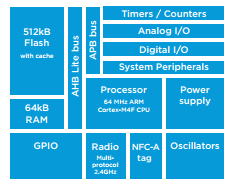 512kB
Flash
with cache
64kB
RAM
AHB Lite bus
APB bus
Timers / Counters
Analog I/O
Digital I/O
System Peripherals
Processor
64 MHz ARM
Cortex-M4F CPU
Power
supply
GPIO
Radio
Multi-
protocol
2.4GHz
NFC-A
tag
Oscillators